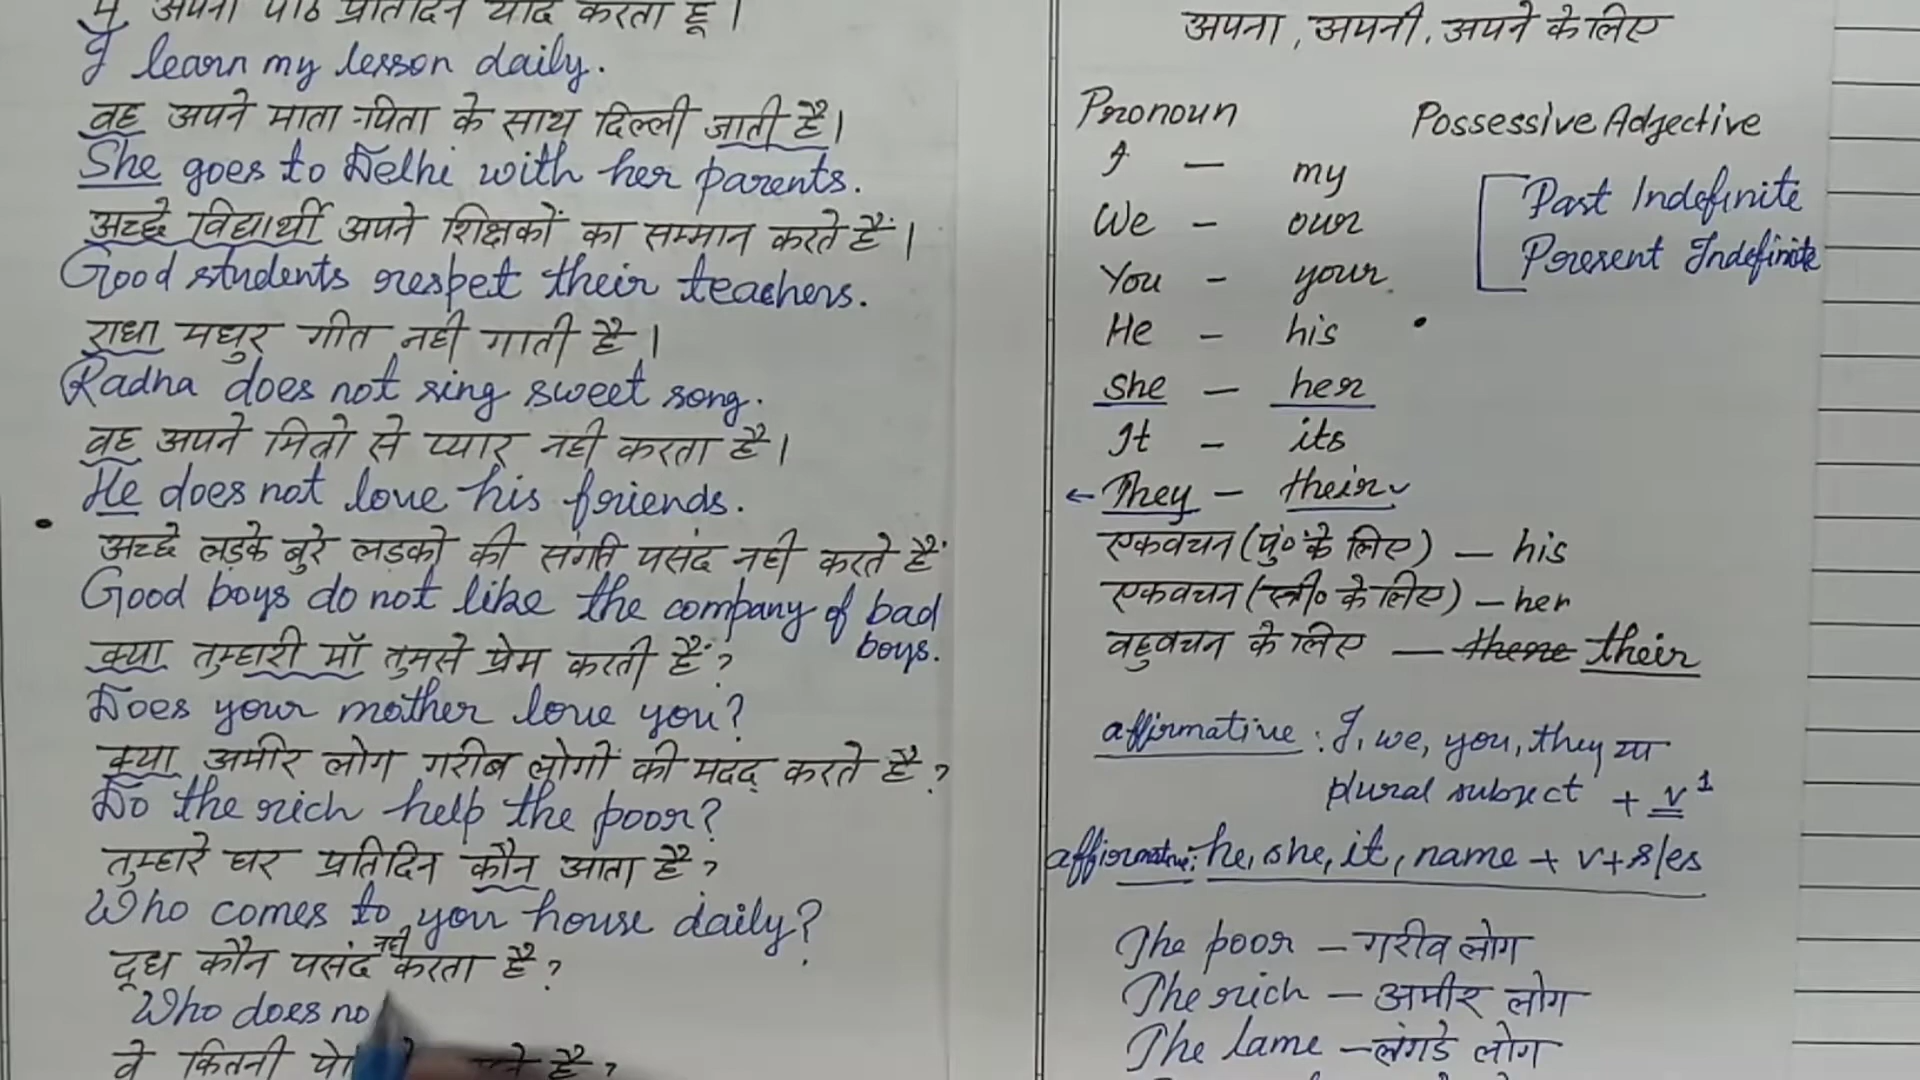 मैं अपना पाठ प्रतिदिन याद करता हूँ।
I learn my lesson daily.
वह अपने माता-पिता के साथ दिल्ली जाती है।
She goes to Delhi with her parents.
अच्छे विद्यार्थी अपने शिक्षकों का सम्मान करते हैं।
Good students respet their teachers.
राधा मधुर गीत नही गाती है।
Radha does not sing sweet song.
वह अपने मित्रो से प्यार नही करता है।
He does not love his friends.
अच्छे लड़के बुरे लड़को की संगति पसंद नही करते हैं
Good boys do not like the company of bad
boys.
क्या तुम्हारी माँ तुमसे प्रेम करती हैं?
Does your mother love you?
क्या अमीर लोग गरीब लोगों की मदद् करते है?
Do the rich help the poor?
तुम्हारे घर प्रतिदिन कौन आता है?
Who comes to your house daily?
दूध कौन पसंद नही करता है?
Who does no
वे कितनी है?
अपना, अपनी, अपने के लिए
Pronoun Possessive Adjective
I — my
We - our
You - your
He - his
She - her
It - its
← They - their
Past Indefinite
Present Indefinite
एकवचन (पुं० के लिए) — his
एकवचन (स्त्री० के लिए) — her
वहुवचन के लिए — there their
affirmative: I, we, you, they या
plural subject + v¹
affirmative: he, she, it, name + v+s/es
The poor — गरीव लोग
The rich — अमीर लोग
The lame — लंगडे लोग